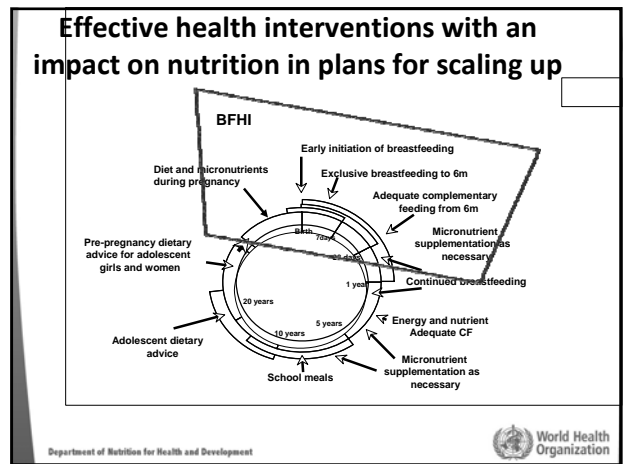 Effective health interventions with an
impact on nutrition in plans for scaling up
BFHI
Early initiation of breastfeeding
Diet and micronutrients
during pregnancy
Exclusive breastfeeding to 6m
Adequate complementary
feeding from 6m
Micronutrient
supplementation as
necessary
Birth
7days
28 days
Pre-pregnancy dietary
advice for adolescent
girls and women
Continued breastfeeding
1 year
20 years
5 years
10 years
Energy and nutrient
Adequate CF
Adolescent dietary
advice
Micronutrient
supplementation as
necessary
School meals
Department of Nutrition for Health and Development
World Health
Organization